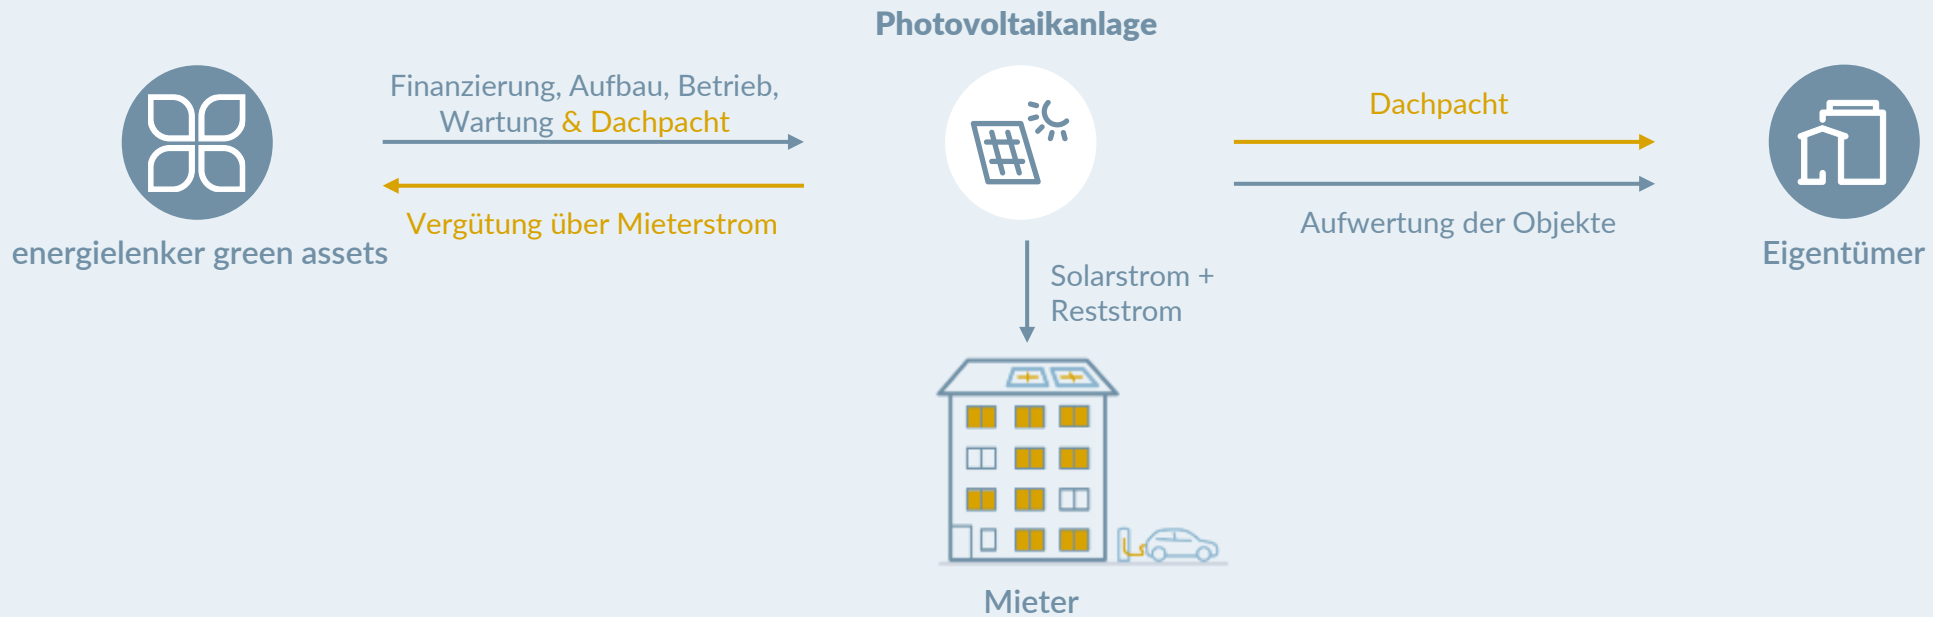 Photovoltaikanlage
Finanzierung, Aufbau, Betrieb,
Wartung & Dachpacht
Vergütung über Mieterstrom
energielenker green assets
Dachpacht
Aufwertung der Objekte
Eigentümer
Solarstrom +
Reststrom
Mieter